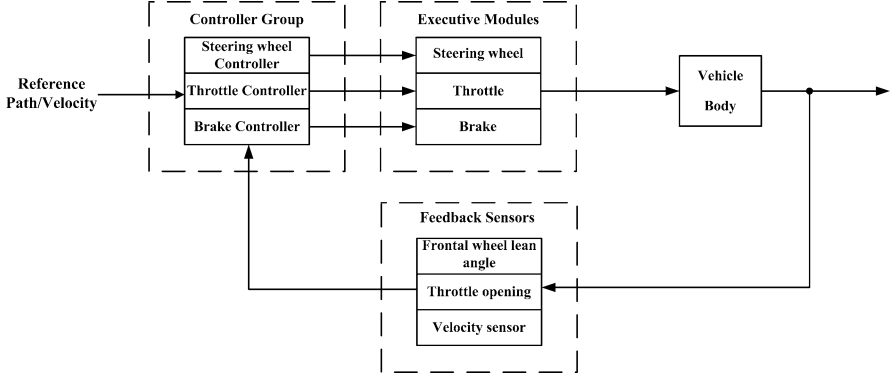 Controller Group
Executive Modules
Steering wheel
Controller
Steering wheel
Vehicle
Body
Reference
Path/Velocity
Throttle Controller
Throttle
Brake Controller
Brake
Feedback Sensors
Frontal wheel lean
angle
Throttle opening
Velocity sensor